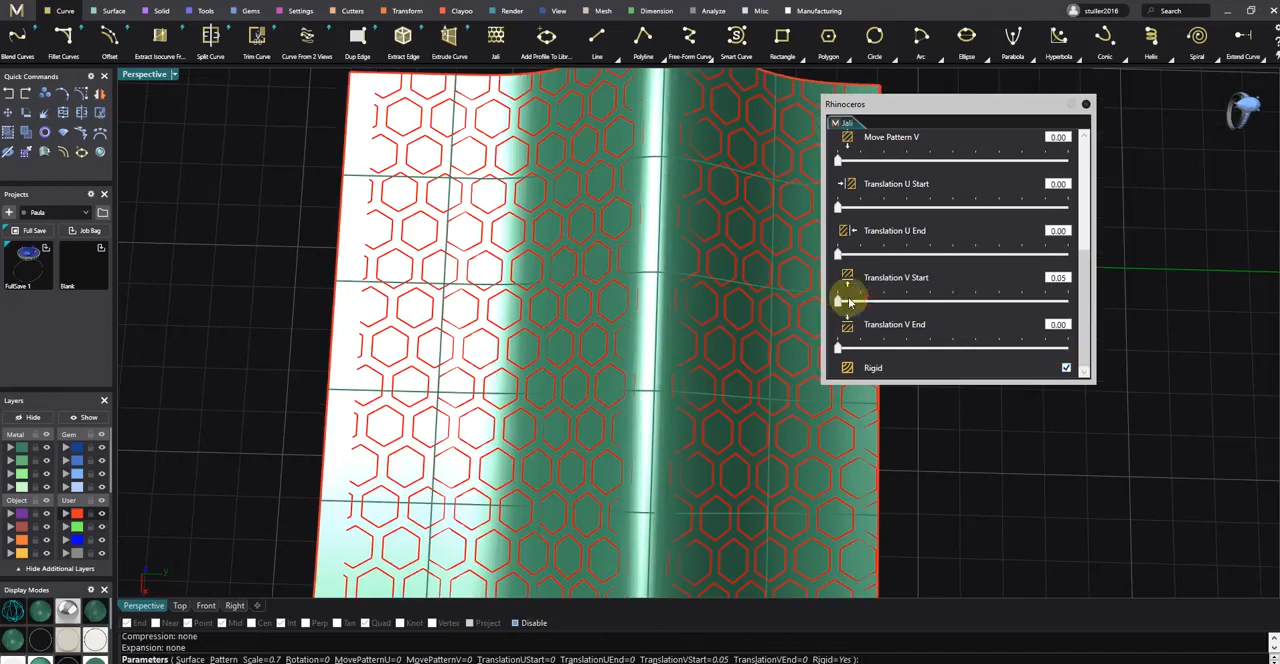 Curve Surface Solid Tools Gems Settings Cutters Transform Clayoo Render View Mesh Dimension Analyze Misc Manufacturing stuller2016 Search
Blend Curves Fillet Curves Offset Extract Isocurve Fr... Split Curve Trim Curve Curve From 2 Views Dup Edge Extract Edge Extrude Curve Jali Add Profile To Libr... Line Polyline Free-Form Curve Smart Curve Rectangle Polygon Circle Arc Ellipse Parabola Hyperbola Conic Helix Spiral Extend Curve
Quick Commands
Perspective
Projects
Paula
Full Save Job Bag
FullSave 1 Blank
Layers
Hide Show
Metal Gem
Object User
Hide Additional Layers
Display Modes
Rhinoceros
Jali
Move Pattern V 0.00
Translation U Start 0.00
Translation U End 0.00
Translation V Start 0.05
Translation V End 0.00
Rigid
y
x
Perspective Top Front Right
End Near Point Mid Cen Int Perp Tan Quad Knot Vertex Project Disable
Compression: none
Expansion: none
Parameters ( Surface Pattern Scale=0.7 Rotation=0 MovePatternU=0 MovePatternV=0 TranslationUStart=0 TranslationUEnd=0 TranslationVStart=0.05 TranslationVEnd=0 Rigid=Yes ):